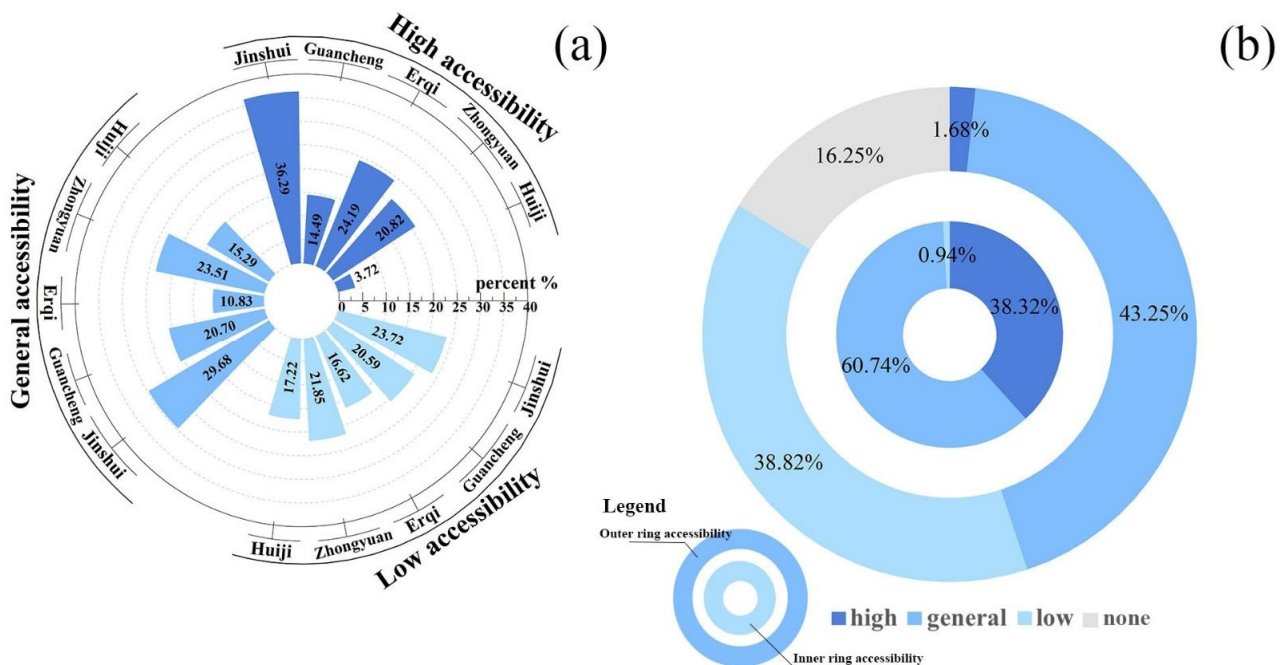 (a)
High accessibility
Jinshui
Guancheng
Erqi
Zhongyuan
Huiji
36.29
14.49
24.19
20.82
3.72
percent %
0 5 10 15 20 25 30 35 40
General accessibility
Huiji
Zhongyuan
Erqi
Guancheng
Jinshui
15.29
23.51
10.83
20.70
29.68
Low accessibility
Jinshui
Guancheng
Erqi
Zhongyuan
Huiji
23.72
20.59
16.62
21.85
17.22
(b)
1.68%
16.25%
0.94%
38.32%
43.25%
60.74%
38.82%
Legend
Outer ring accessibility
Inner ring accessibility
high general low none